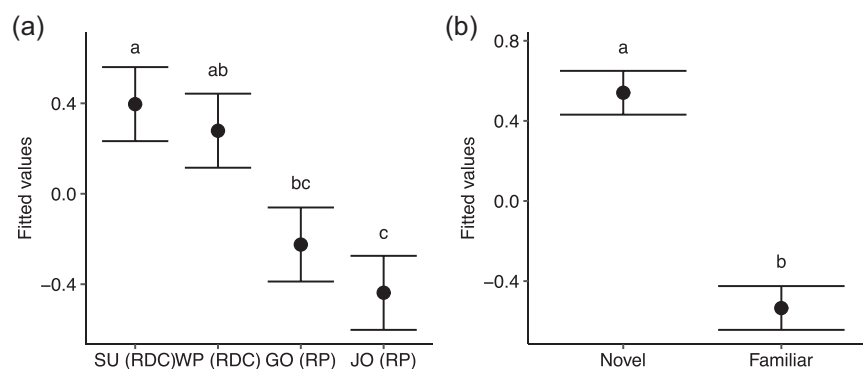 (a)
Fitted values
0.4
0.0
−0.4
a
ab
bc
c
SU (RDC) WP (RDC) GO (RP) JO (RP)
(b)
Fitted values
0.8
0.4
0.0
−0.4
a
b
Novel Familiar